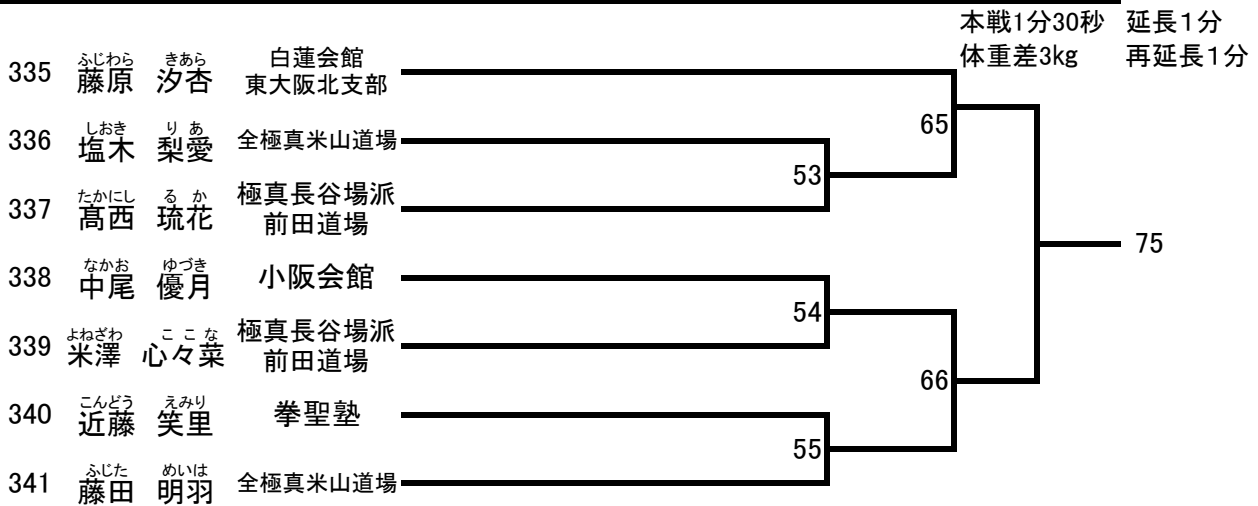 本戦1分30秒 延長1分
体重差3kg 再延長1分
ふじわら きあら
335 藤原 汐杏 白蓮会館
東大阪北支部
65
しおき りあ
336 塩木 梨愛 全極真米山道場
53
たかにし るか
337 髙西 琉花 極真長谷場派
前田道場
75
なかお ゆづき
338 中尾 優月 小阪会館
54
よねざわ ここな
339 米澤 心々菜 極真長谷場派
前田道場
66
こんどう えみり
340 近藤 笑里 拳聖塾
55
ふじた めいは
341 藤田 明羽 全極真米山道場